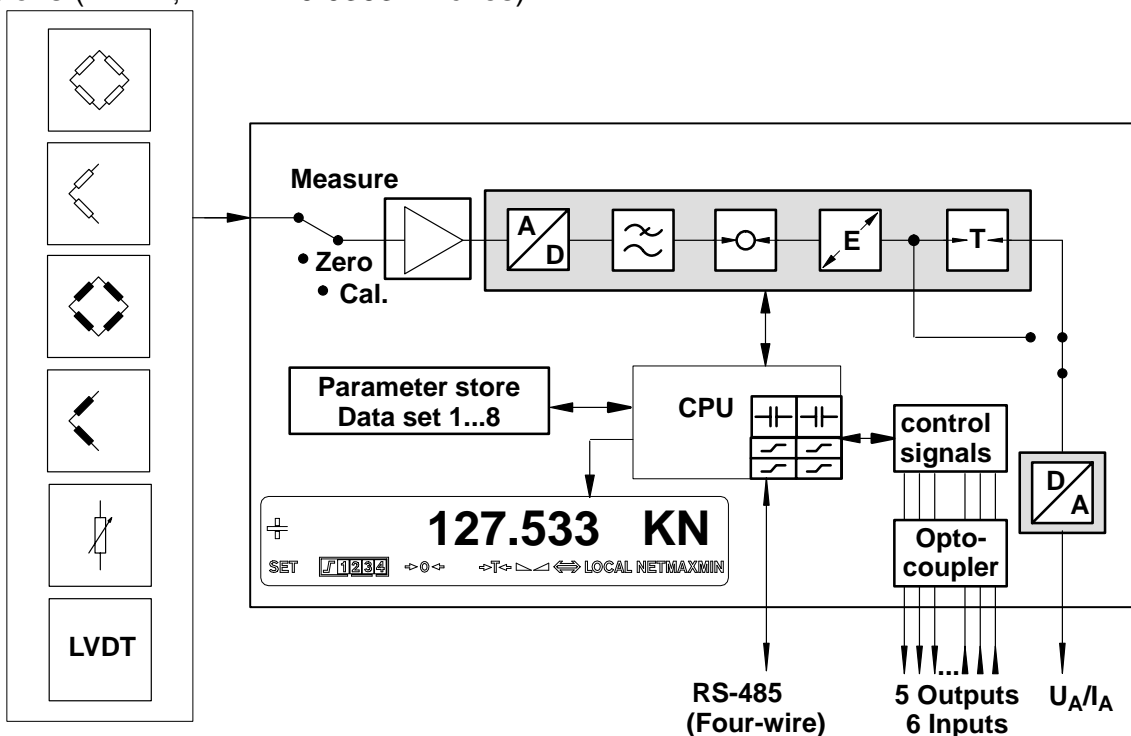 Measure
Zero
Cal.
A
D
E
T
Parameter store
Data set 1...8
CPU
control
signals
D
A
127.533 KN
SET 1234 0 T LOCAL NETMAXMIN
Opto-
coupler
LVDT
...
RS-485
(Four-wire)
5 Outputs
6 Inputs
UA/IA